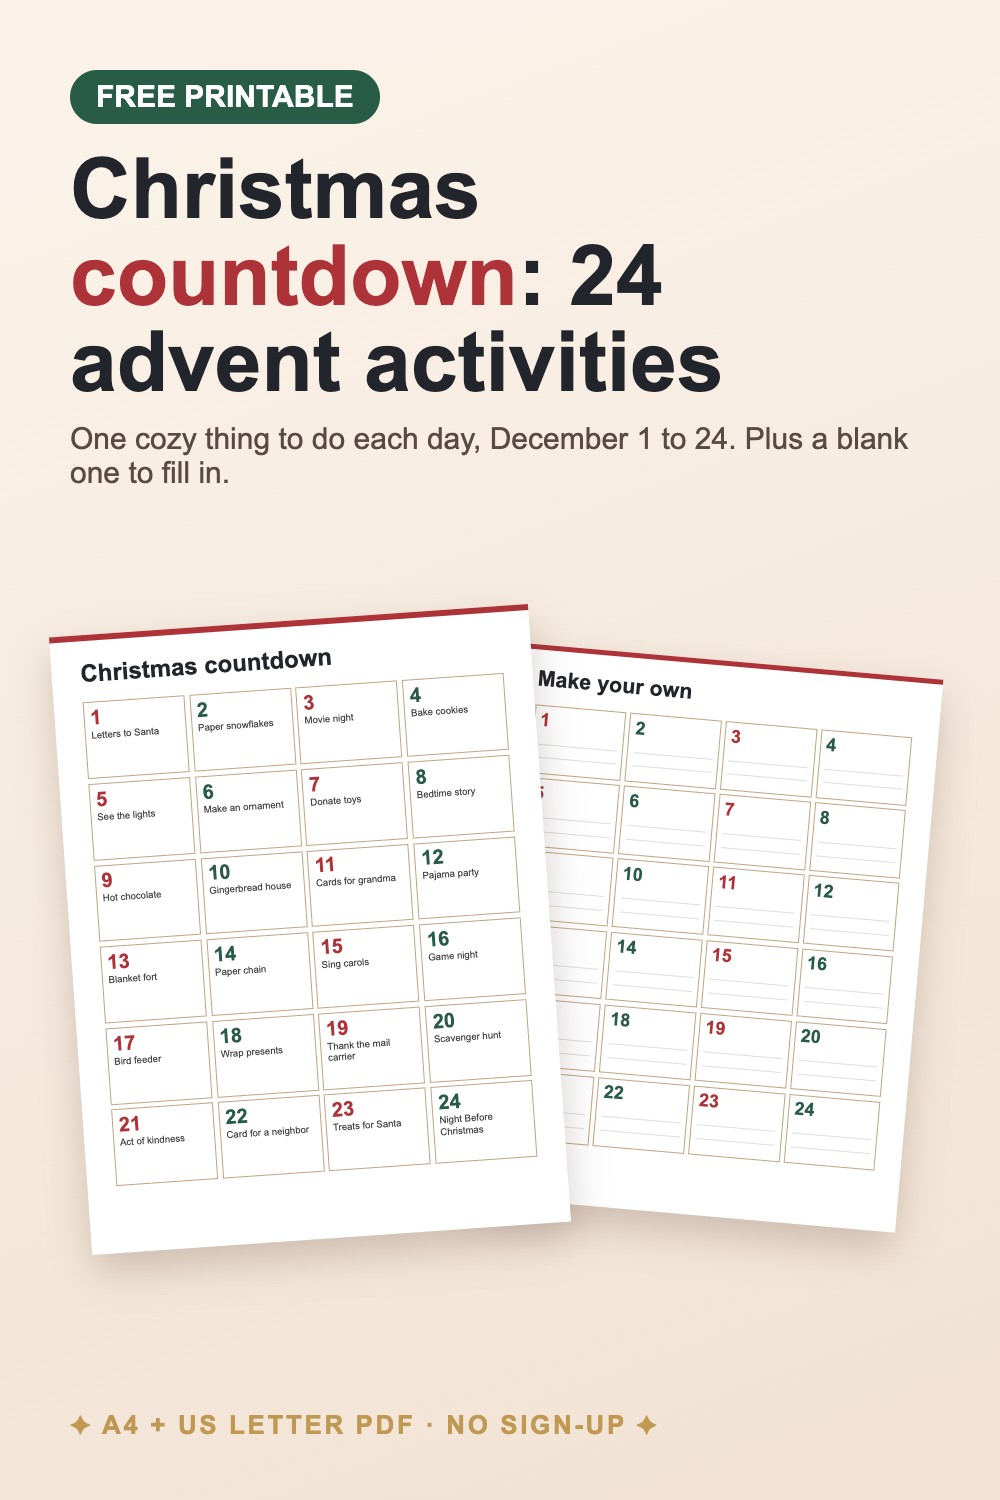 FREE PRINTABLE
Christmas
countdown: 24
advent activities
One cozy thing to do each day, December 1 to 24. Plus a blank
one to fill in.
Christmas countdown
1
Letters to Santa
2
Paper snowflakes
3
Movie night
4
Bake cookies
5
See the lights
6
Make an ornament
7
Donate toys
8
Bedtime story
9
Hot chocolate
10
Gingerbread house
11
Cards for grandma
12
Pajama party
13
Blanket fort
14
Paper chain
15
Sing carols
16
Game night
17
Bird feeder
18
Wrap presents
19
Thank the mail
carrier
20
Scavenger hunt
21
Act of kindness
22
Card for a neighbor
23
Treats for Santa
24
Night Before
Christmas
Make your own
1
2
3
4
5
6
7
8
10
11
12
14
15
16
18
19
20
22
23
24
✦ A4 + US LETTER PDF · NO SIGN-UP ✦